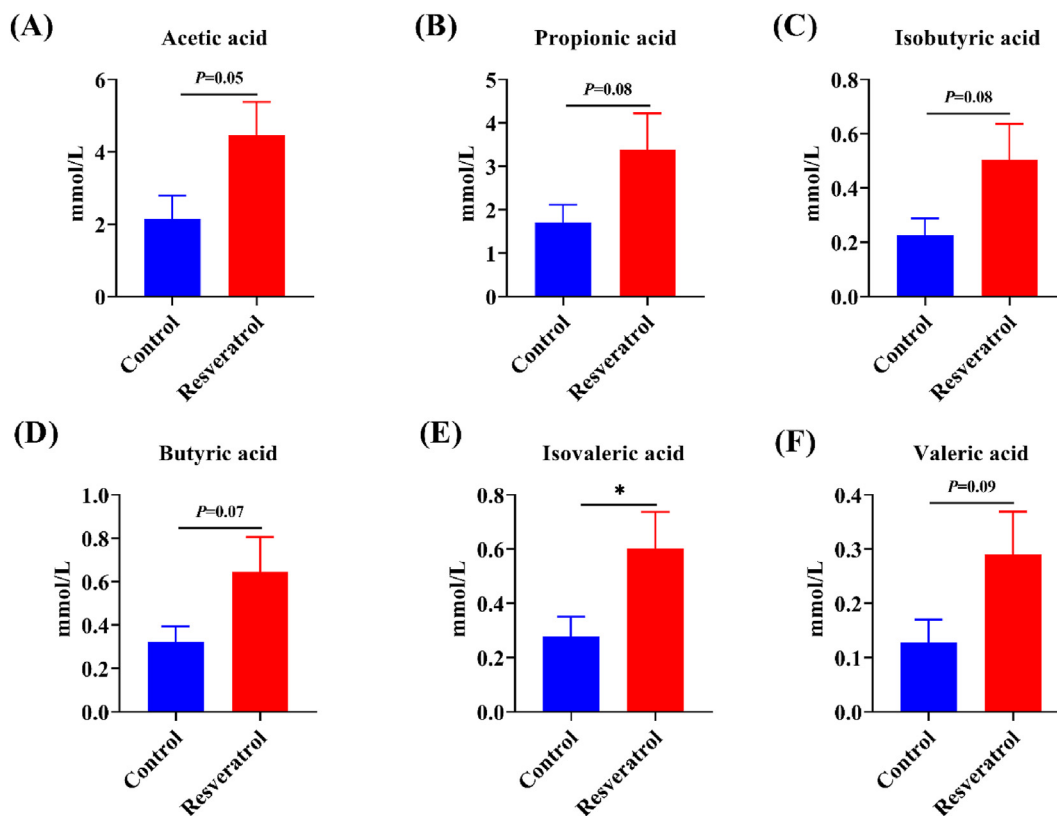 (A)
Acetic acid
P=0.05
mmol/L
6
4
2
0
Control
Resveratrol
(B)
Propionic acid
P=0.08
mmol/L
5
4
3
2
1
0
Control
Resveratrol
(C)
Isobutyric acid
P=0.08
mmol/L
0.8
0.6
0.4
0.2
0.0
Control
Resveratrol
(D)
Butyric acid
P=0.07
mmol/L
1.0
0.8
0.6
0.4
0.2
0.0
Control
Resveratrol
(E)
Isovaleric acid
*
mmol/L
0.8
0.6
0.4
0.2
0.0
Control
Resveratrol
(F)
Valeric acid
P=0.09
mmol/L
0.4
0.3
0.2
0.1
0.0
Control
Resveratrol